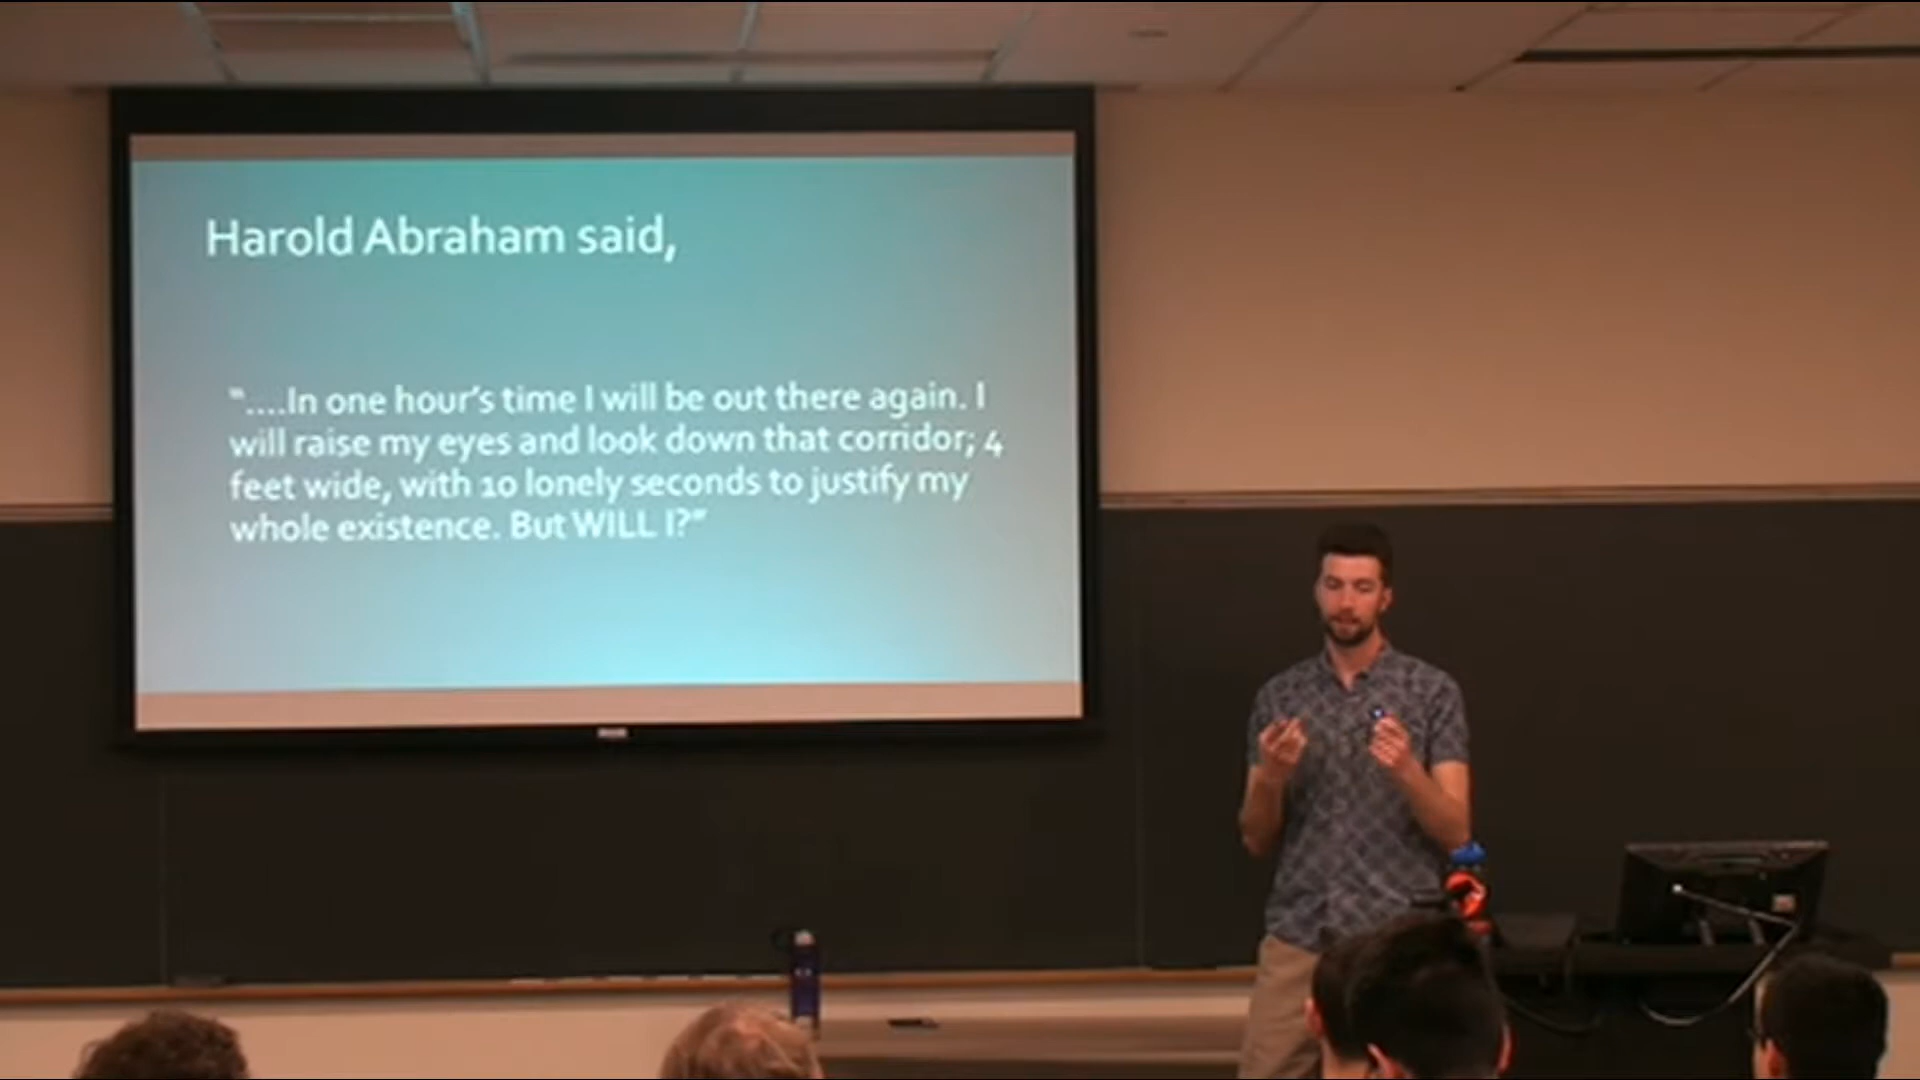 Harold Abraham said,
"....In one hour's time I will be out there again. I
will raise my eyes and look down that corridor; 4
feet wide, with 10 lonely seconds to justify my
whole existence. But WILL I?"